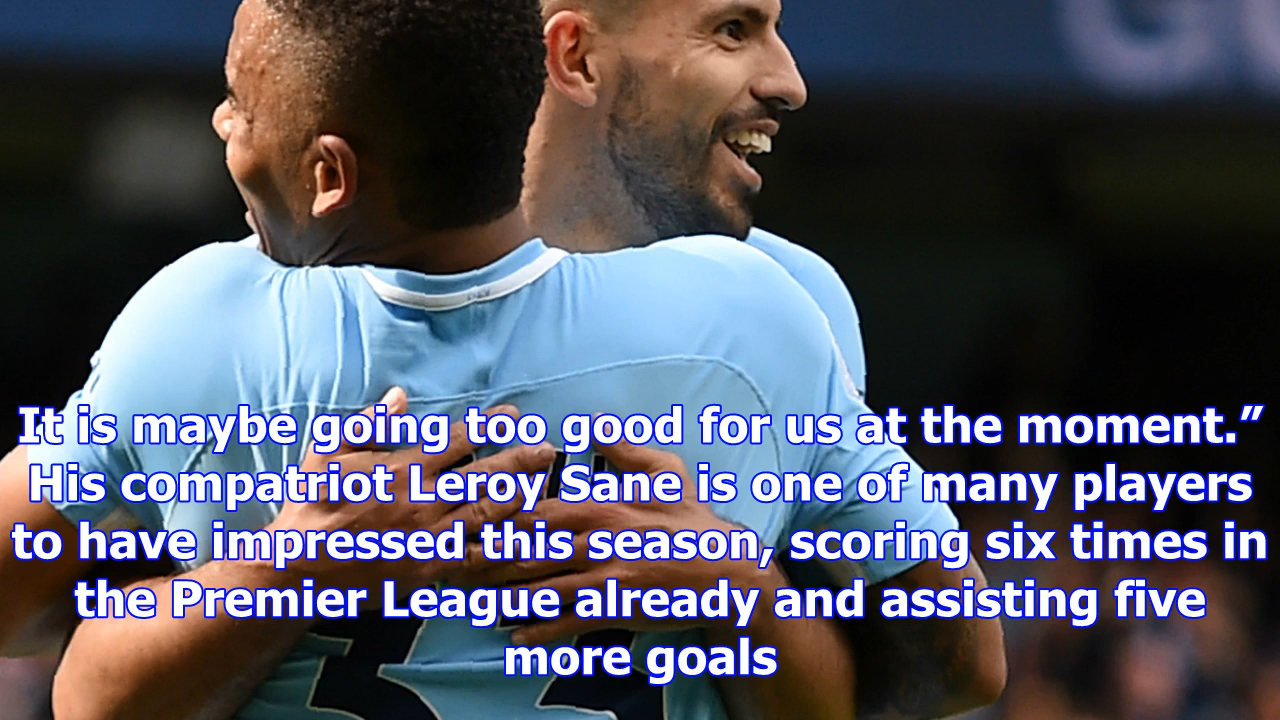 It is maybe going too good for us at the moment.”
His compatriot Leroy Sane is one of many players
to have impressed this season, scoring six times in
the Premier League already and assisting five
more goals